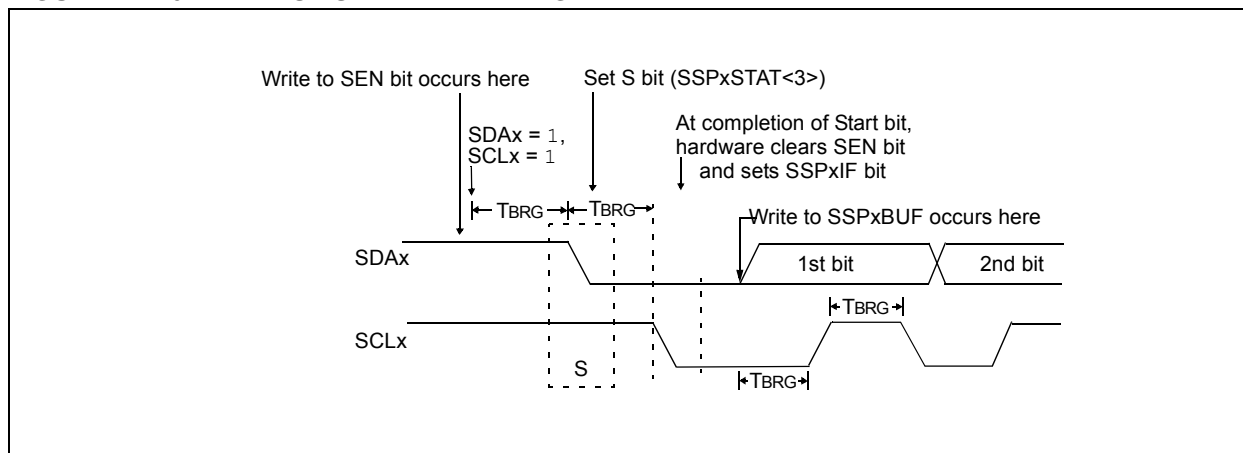 Write to SEN bit occurs here
Set S bit (SSPxSTAT<3>)
SDAx = 1,
SCLx = 1
At completion of Start bit,
hardware clears SEN bit
and sets SSPxIF bit
TBRG
TBRG
Write to SSPxBUF occurs here
SDAx
1st bit
2nd bit
TBRG
SCLx
S
TBRG